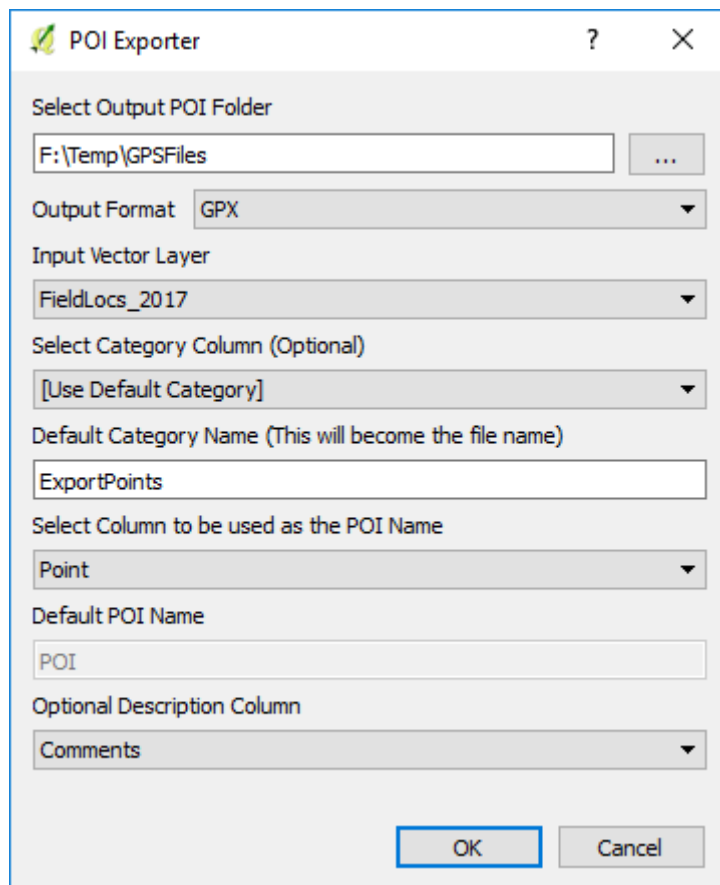 POI Exporter ?
Select Output POI Folder
F:\Temp\GPSFiles ...
Output Format GPX
Input Vector Layer
FieldLocs_2017
Select Category Column (Optional)
[Use Default Category]
Default Category Name (This will become the file name)
ExportPoints
Select Column to be used as the POI Name
Point
Default POI Name
POI
Optional Description Column
Comments
OK Cancel